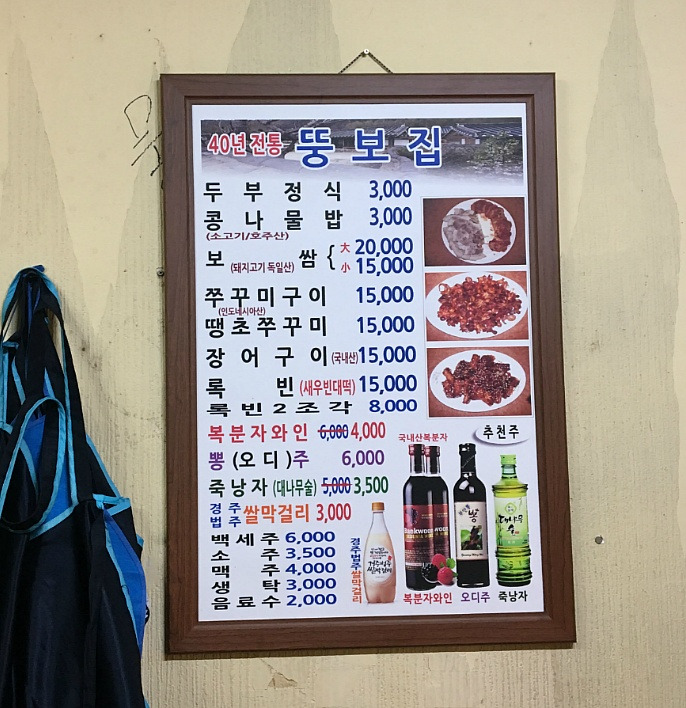 40년 전통 뚱보집
두부정식 3,000
콩나물밥 3,000
(소고기/호주산)
보쌈 { 大 20,000
(돼지고기 독일산) 小 15,000
쭈꾸미구이 15,000
(인도네시아산)
땡초쭈꾸미 15,000
장어구이(국내산) 15,000
록빈(새우빈대떡) 15,000
록빈2조각 8,000
복분자와인 6,000 4,000
뽕(오디)주 6,000
죽낭자(대나무술) 5,000 3,500
경주법주쌀막걸리 3,000
백세주 6,000
소주 3,500
맥주 4,000
생탁 3,000
음료수 2,000
추천주
국내산복분자
경주법주쌀막걸리
복분자와인 오디주 죽낭자